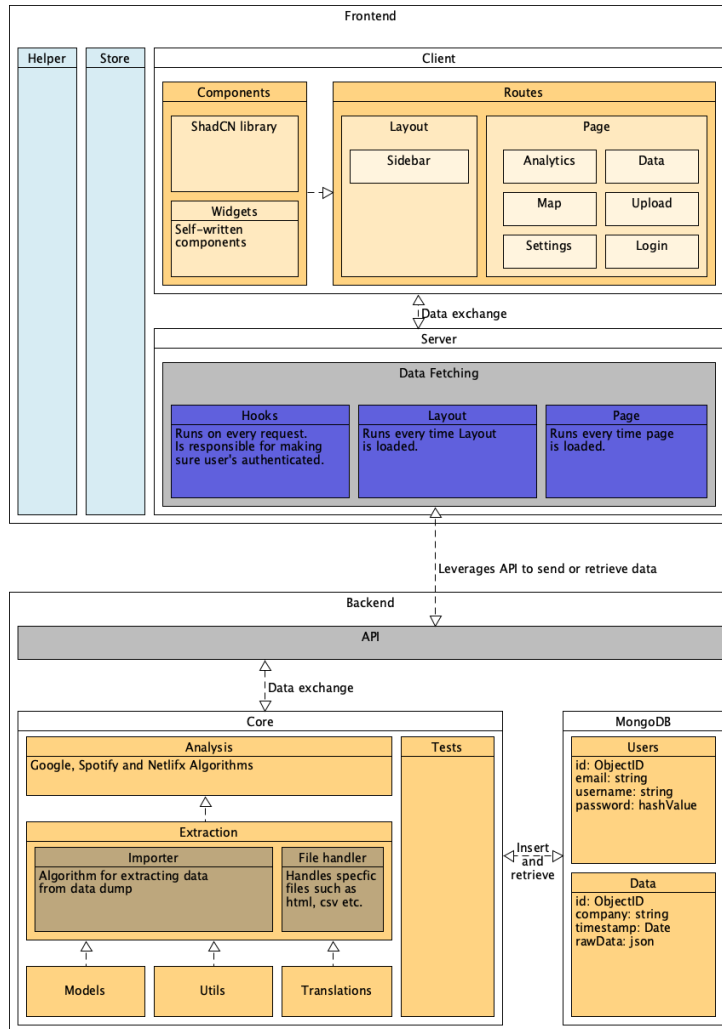 Frontend
Helper
Store
Client
Components
ShadCN library
Widgets
Self-written
components
Routes
Layout
Sidebar
Page
Analytics
Data
Map
Upload
Settings
Login
Data exchange
Server
Data Fetching
Hooks
Runs on every request.
Is responsible for making
sure user's authenticated.
Layout
Runs every time Layout
is loaded.
Page
Runs every time page
is loaded.
Leverages API to send or retrieve data
Backend
API
Data exchange
Core
Analysis
Google, Spotify and Netlifx Algorithms
Extraction
Importer
Algorithm for extracting data
from data dump
File handler
Handles specfic
files such as
html, csv etc.
Models
Utils
Translations
Tests
Insert
and
retrieve
MongoDB
Users
id: ObjectID
email: string
username: string
password: hashValue
Data
id: ObjectID
company: string
timestamp: Date
rawData: json